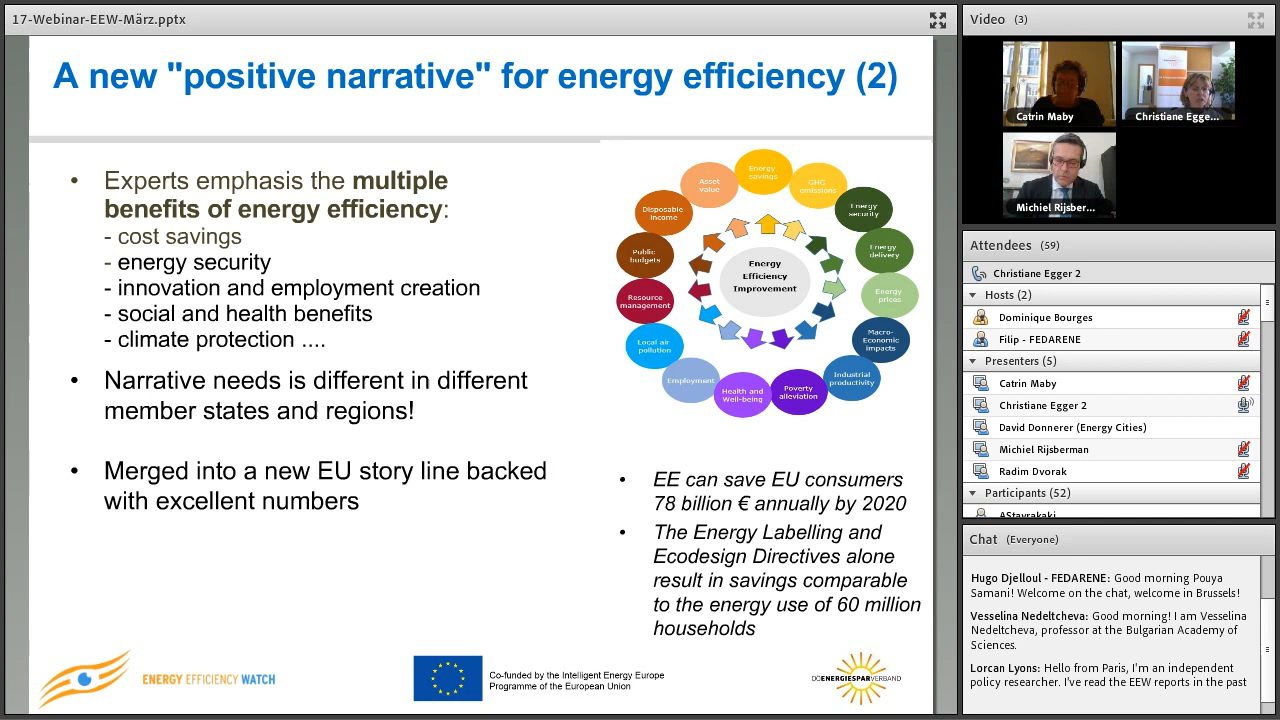 17-Webinar-EEW-März.pptx
A new "positive narrative" for energy efficiency (2)
• Experts emphasis the multiple
benefits of energy efficiency:
- cost savings
- energy security
- innovation and employment creation
- social and health benefits
- climate protection ....
• Narrative needs is different in different
member states and regions!
• Merged into a new EU story line backed
with excellent numbers
Energy
savings
GHG
emissions
Energy
security
Energy
delivery
Energy
prices
Macro-
Economic
impacts
Industrial
productivity
Poverty
alleviation
Health and
Well-being
Employment
Local air
pollution
Resource
management
Public
budgets
Disposable
income
Asset
value
Energy
Efficiency
Improvement
• EE can save EU consumers
78 billion € annually by 2020
• The Energy Labelling and
Ecodesign Directives alone
result in savings comparable
to the energy use of 60 million
households
ENERGY EFFICIENCY WATCH
Co-funded by the Intelligent Energy Europe
Programme of the European Union
OÖ ENERGIESPARVERBAND
Video (3)
Catrin Maby
Christiane Egge...
Michiel Rijsber...
Attendees (59)
Christiane Egger 2
Hosts (2)
Dominique Bourges
Filip - FEDARENE
Presenters (5)
Catrin Maby
Christiane Egger 2
David Donnerer (Energy Cities)
Michiel Rijsberman
Radim Dvorak
Participants (52)
AStavrakaki
Chat (Everyone)
Hugo Djelloul - FEDARENE: Good morning Pouya
Samani! Welcome on the chat, welcome in Brussels!
Vesselina Nedeltcheva: Good morning! I am Vesselina
Nedeltcheva, professor at the Bulgarian Academy of
Sciences.
Lorcan Lyons: Hello from Paris, I'm an independent
policy researcher. I've read the EEW reports in the past